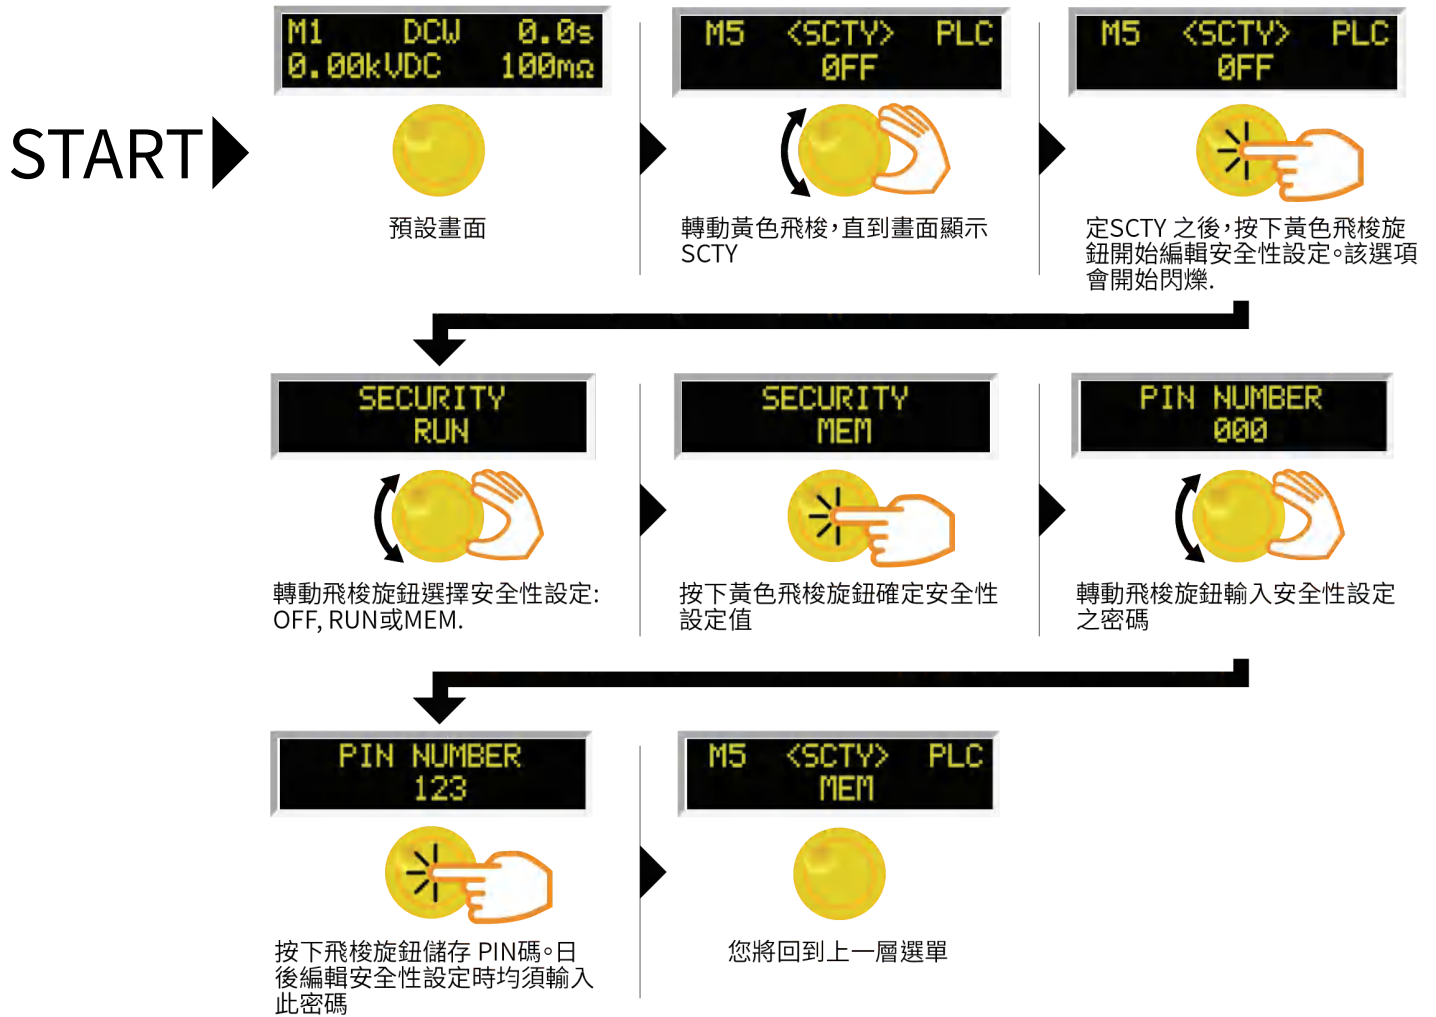 START
M1 DCW 0.0s
0.00kVDC 100mΩ
預設畫面
M5 <SCTY> PLC
OFF
轉動黃色飛梭，直到畫面顯示
SCTY
M5 <SCTY> PLC
OFF
定SCTY 之後，按下黃色飛梭旋
鈕開始編輯安全性設定。該選項
會開始閃爍.
SECURITY
RUN
轉動飛梭旋鈕選擇安全性設定:
OFF, RUN或MEM.
SECURITY
MEM
按下黃色飛梭旋鈕確定安全性
設定值
PIN NUMBER
000
轉動飛梭旋鈕輸入安全性設定
之密碼
PIN NUMBER
123
按下飛梭旋鈕儲存 PIN碼。日
後編輯安全性設定時均須輸入
此密碼
M5 <SCTY> PLC
MEM
您將回到上一層選單